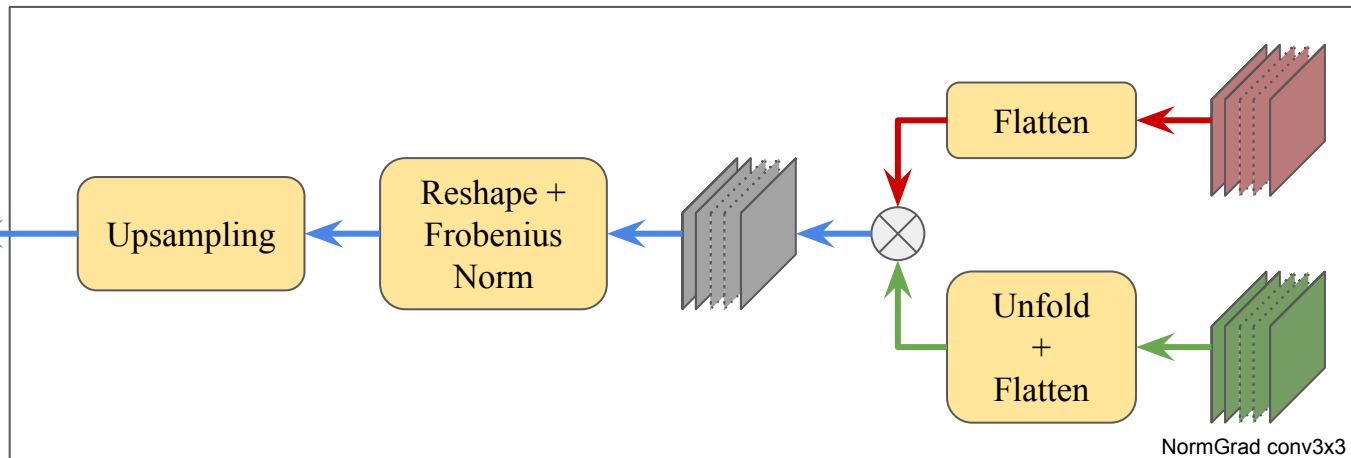 Flatten
Upsampling
Reshape +
Frobenius
Norm
Unfold
+
Flatten
NormGrad conv3x3